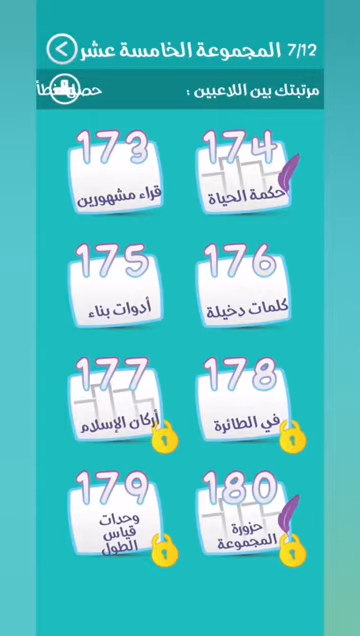 7/12 المجموعة الخامسة عشر
مرتبتك بين اللاعبين :
174
حكمة الحياة
173
قراء مشهورين
176
كلمات دخيلة
175
أدوات بناء
178
في الطائرة
177
أركان الإسلام
180
حزورة
المجموعة
179
وحدات
قياس
الطول